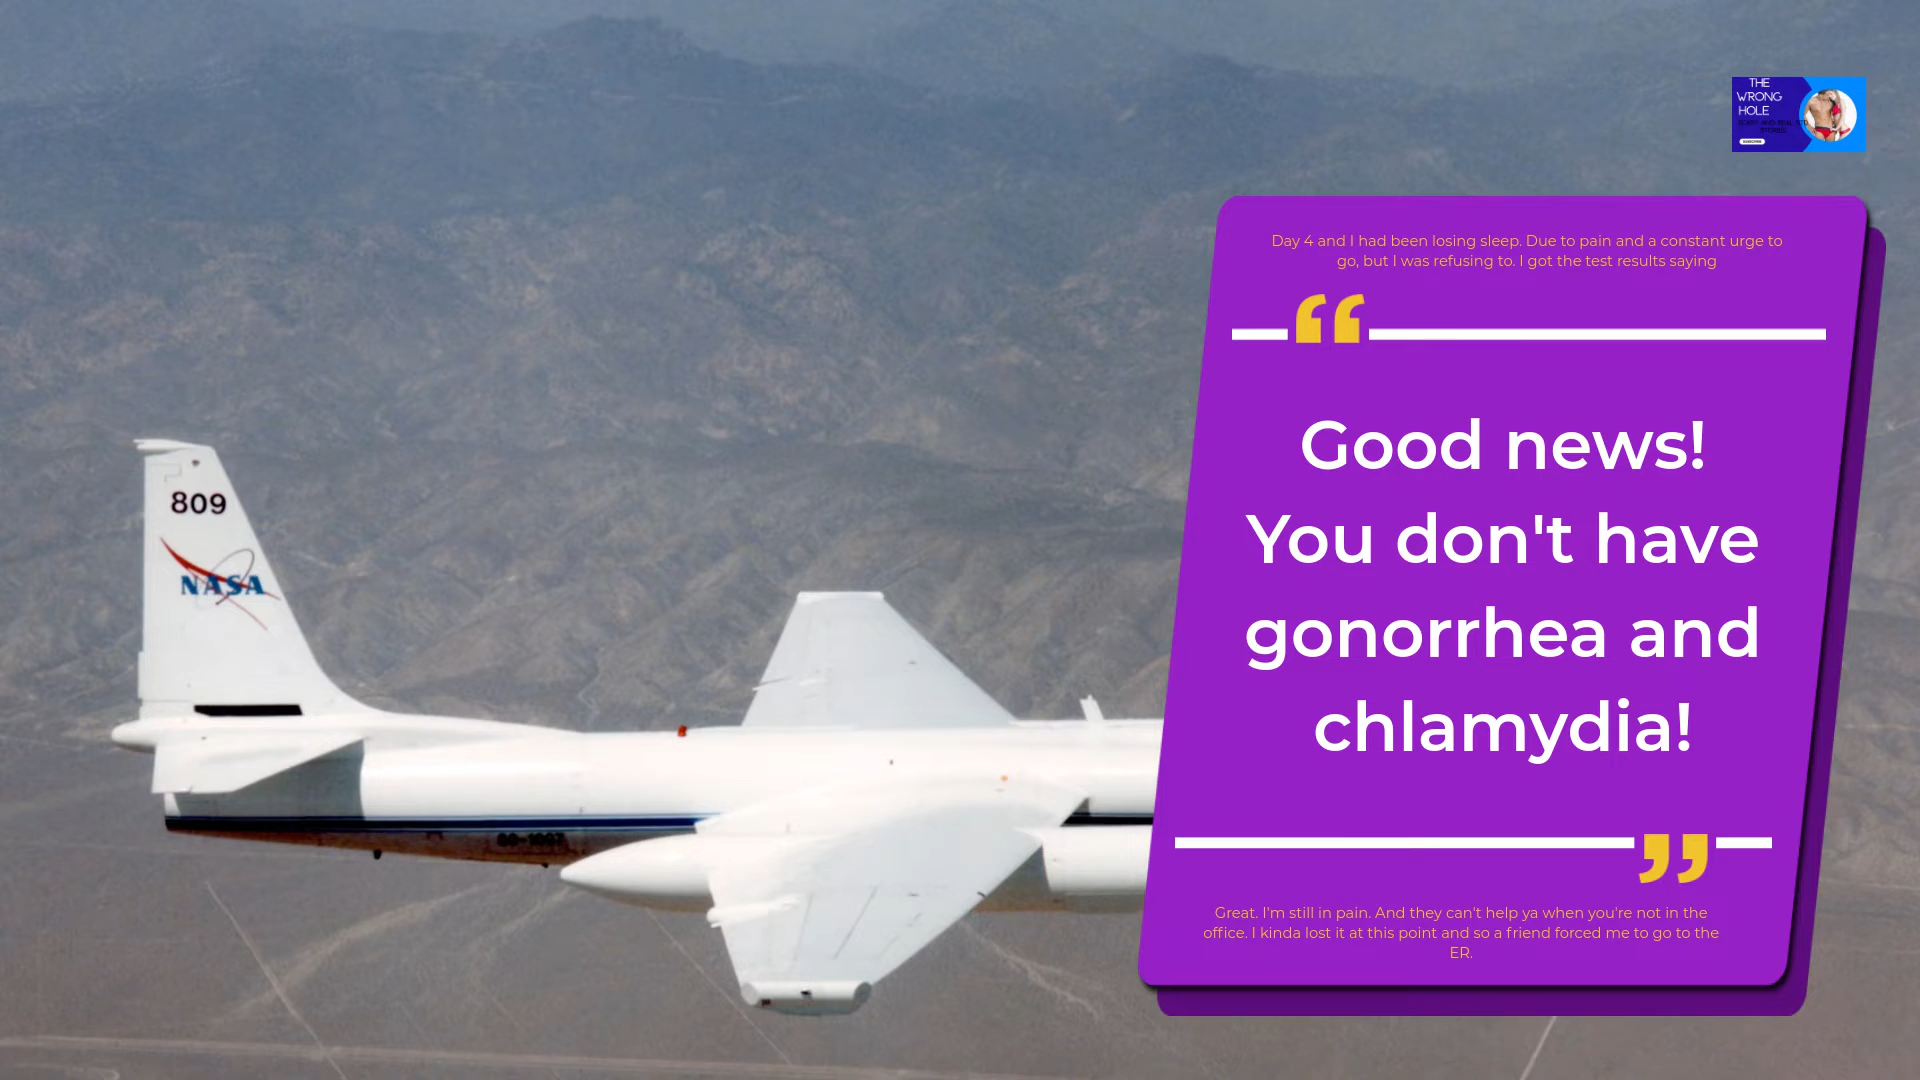 THE
WRONG
HOLE
Day 4 and I had been losing sleep. Due to pain and a constant urge to
go, but I was refusing to. I got the test results saying
“
Good news!
You don't have
gonorrhea and
chlamydia!
”
Great. I'm still in pain. And they can't help ya when you're not in the
office. I kinda lost it at this point and so a friend forced me to go to the
ER.
809
NASA